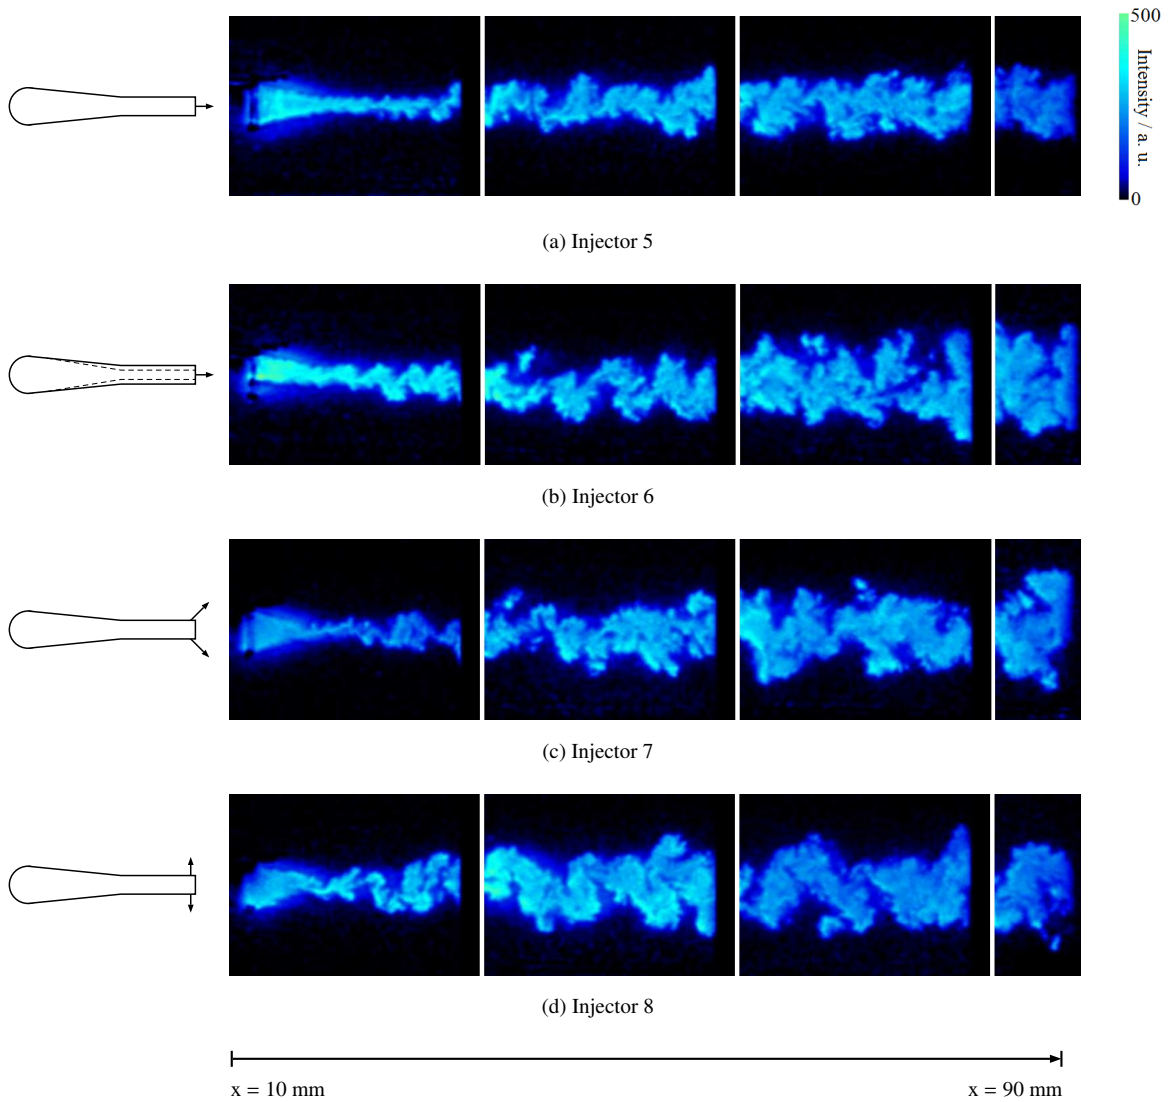 500
Intensity / a. u.
0
(a) Injector 5
(b) Injector 6
(c) Injector 7
(d) Injector 8
x = 10 mm
x = 90 mm